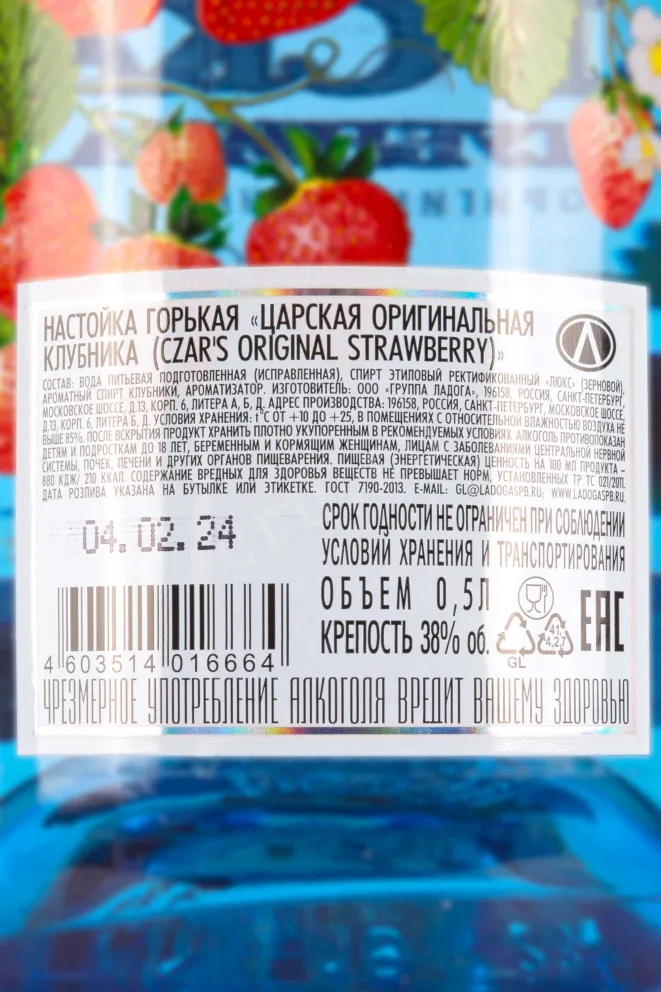 НАСТОЙКА ГОРЬКАЯ «ЦАРСКАЯ ОРИГИНАЛЬНАЯ
КЛУБНИКА (CZAR'S ORIGINAL STRAWBERRY)»
СОСТАВ: ВОДА ПИТЬЕВАЯ ПОДГОТОВЛЕННАЯ (ИСПРАВЛЕННАЯ), СПИРТ ЭТИЛОВЫЙ РЕКТИФИКОВАННЫЙ «ЛЮКС» (ЗЕРНОВОЙ),
АРОМАТНЫЙ СПИРТ КЛУБНИКИ, АРОМАТИЗАТОР. ИЗГОТОВИТЕЛЬ: ООО «ГРУППА ЛАДОГА», 196158, РОССИЯ, САНКТ-ПЕТЕРБУРГ,
МОСКОВСКОЕ ШОССЕ, Д.13, КОРП. 6, ЛИТЕРА А, Б, Д, АДРЕС ПРОИЗВОДСТВА: 196158, РОССИЯ, САНКТ-ПЕТЕРБУРГ, МОСКОВСКОЕ ШОССЕ,
Д.13, КОРП. 6, ЛИТЕРА Б, Д. УСЛОВИЯ ХРАНЕНИЯ: t °С ОТ +10 ДО +25, В ПОМЕЩЕНИЯХ С ОТНОСИТЕЛЬНОЙ ВЛАЖНОСТЬЮ ВОЗДУХА НЕ
ВЫШЕ 85%. ПОСЛЕ ВСКРЫТИЯ ПРОДУКТ ХРАНИТЬ ПЛОТНО УКУПОРЕННЫМ В РЕКОМЕНДУЕМЫХ УСЛОВИЯХ. АЛКОГОЛЬ ПРОТИВОПОКАЗАН
ДЕТЯМ И ПОДРОСТКАМ ДО 18 ЛЕТ, БЕРЕМЕННЫМ И КОРМЯЩИМ ЖЕНЩИНАМ, ЛИЦАМ С ЗАБОЛЕВАНИЯМИ ЦЕНТРАЛЬНОЙ НЕРВНОЙ
СИСТЕМЫ, ПОЧЕК, ПЕЧЕНИ И ДРУГИХ ОРГАНОВ ПИЩЕВАРЕНИЯ. ПИЩЕВАЯ (ЭНЕРГЕТИЧЕСКАЯ) ЦЕННОСТЬ НА 100 МЛ ПРОДУКТА –
880 КДЖ/ 210 ККАЛ. СОДЕРЖАНИЕ ВРЕДНЫХ ДЛЯ ЗДОРОВЬЯ ВЕЩЕСТВ НЕ ПРЕВЫШАЕТ НОРМ, УСТАНОВЛЕННЫХ ТР ТС 021/2011.
ДАТА РОЗЛИВА УКАЗАНА НА БУТЫЛКЕ ИЛИ ЭТИКЕТКЕ. ГОСТ 7190-2013. E-MAIL: GL@LADOGASPB.RU, WWW.LADOGASPB.RU.
04.02.24
СРОК ГОДНОСТИ НЕ ОГРАНИЧЕН ПРИ СОБЛЮДЕНИИ
УСЛОВИЙ ХРАНЕНИЯ И ТРАНСПОРТИРОВАНИЯ
ОБЪЕМ 0,5Л
КРЕПОСТЬ 38% об.
GL
41,
4,2,7
ЕАС
4 603514 016664
ЧРЕЗМЕРНОЕ УПОТРЕБЛЕНИЕ АЛКОГОЛЯ ВРЕДИТ ВАШЕМУ ЗДОРОВЬЮ